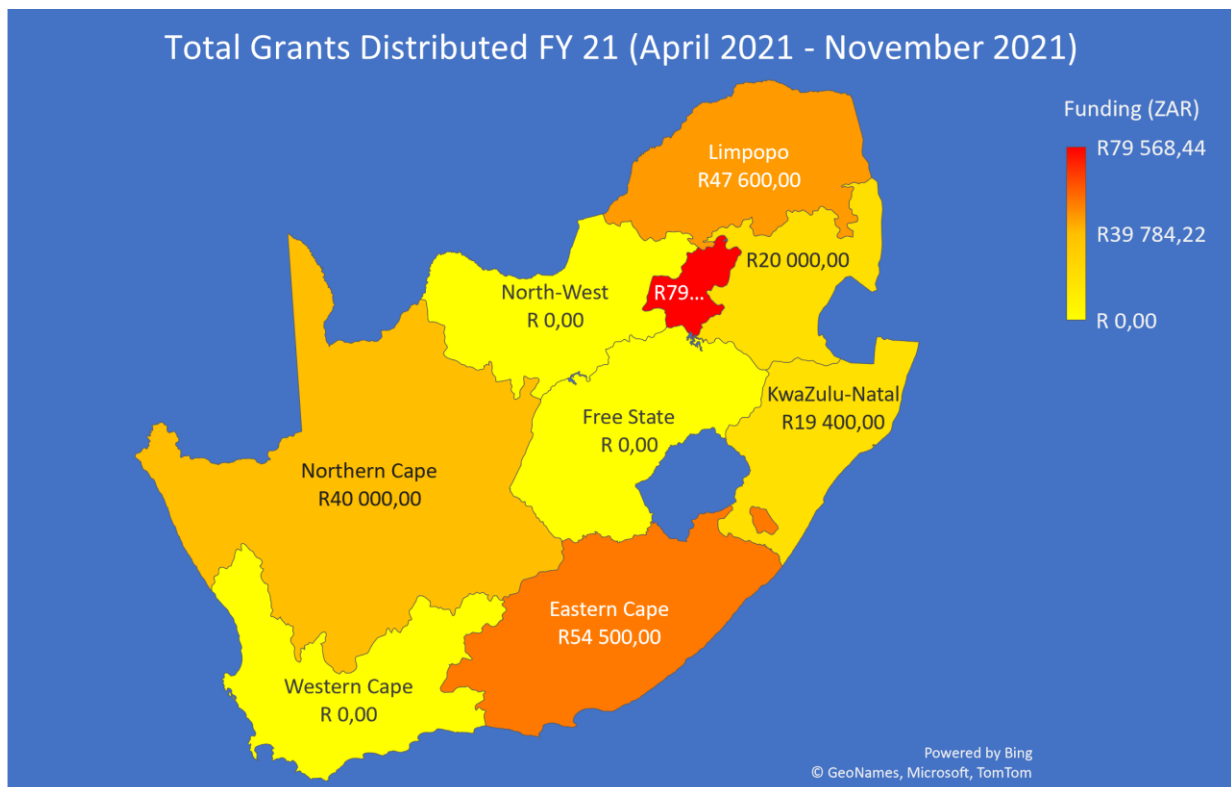 Total Grants Distributed FY 21 (April 2021 - November 2021)
Funding (ZAR)
R79 568,44
R39 784,22
R 0,00
Limpopo
R47 600,00
R20 000,00
R79...
North-West
R 0,00
KwaZulu-Natal
R19 400,00
Free State
R 0,00
Northern Cape
R40 000,00
Eastern Cape
R54 500,00
Western Cape
R 0,00
Powered by Bing
© GeoNames, Microsoft, TomTom